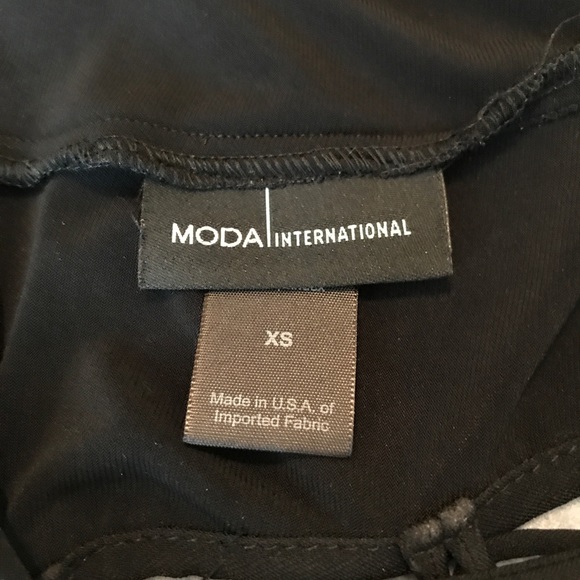 MODA INTERNATIONAL
XS
Made in U.S.A. of
Imported Fabric